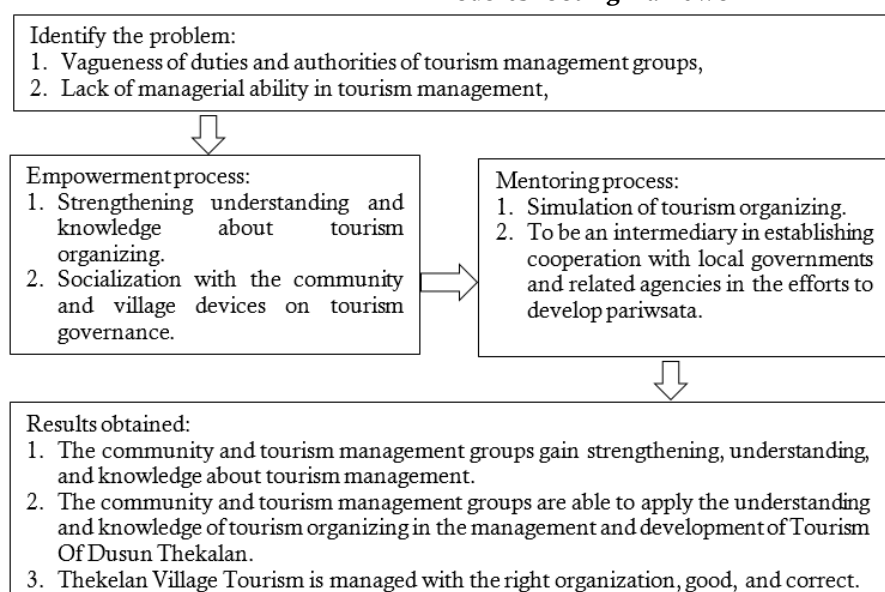 Identify the problem:
1. Vagueness of duties and authorities of tourism management groups,
2. Lack of managerial ability in tourism management,
Empowerment process:
1. Strengthening understanding and
knowledge about tourism
organizing.
2. Socialization with the community
and village devices on tourism
governance.
Mentoring process:
1. Simulation of tourism organizing.
2. To be an intermediary in establishing
cooperation with local governments
and related agencies in the efforts to
develop pariwsata.
Results obtained:
1. The community and tourism management groups gain strengthening, understanding,
and knowledge about tourism management.
2. The community and tourism management groups are able to apply the understanding
and knowledge of tourism organizing in the management and development of Tourism
Of Dusun Thekalan.
3. Thekelan Village Tourism is managed with the right organization, good, and correct.